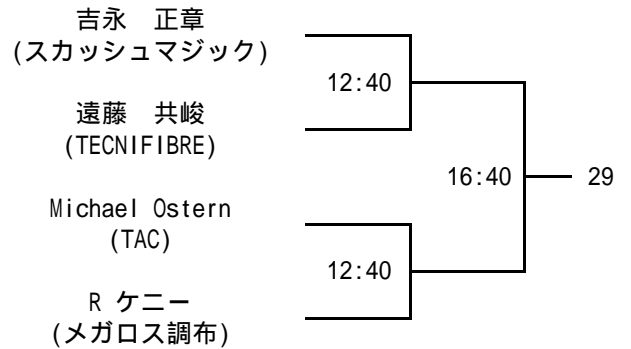 吉永　正章
(スカッシュマジック)
12:40
遠藤　共峻
(TECNIFIBRE)
16:40
29
Michael Ostern
(TAC)
12:40
R ケニー
(メガロス調布)